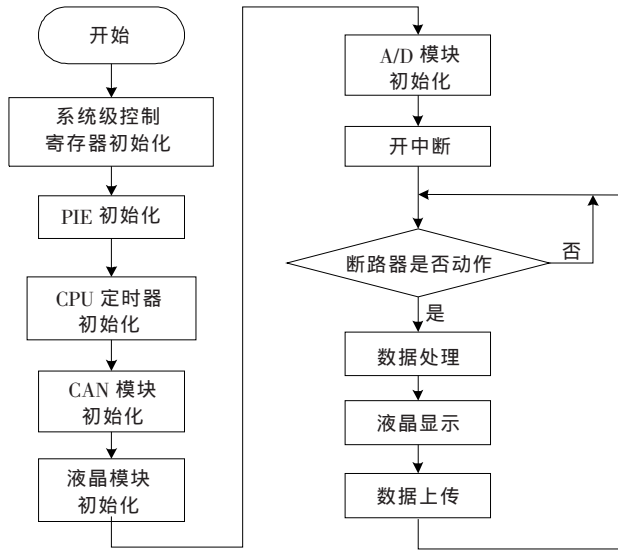 开始
系统级控制
寄存器初始化
PIE 初始化
CPU 定时器
初始化
CAN 模块
初始化
液晶模块
初始化
A/D 模块
初始化
开中断
断路器是否动作
否
是
数据处理
液晶显示
数据上传